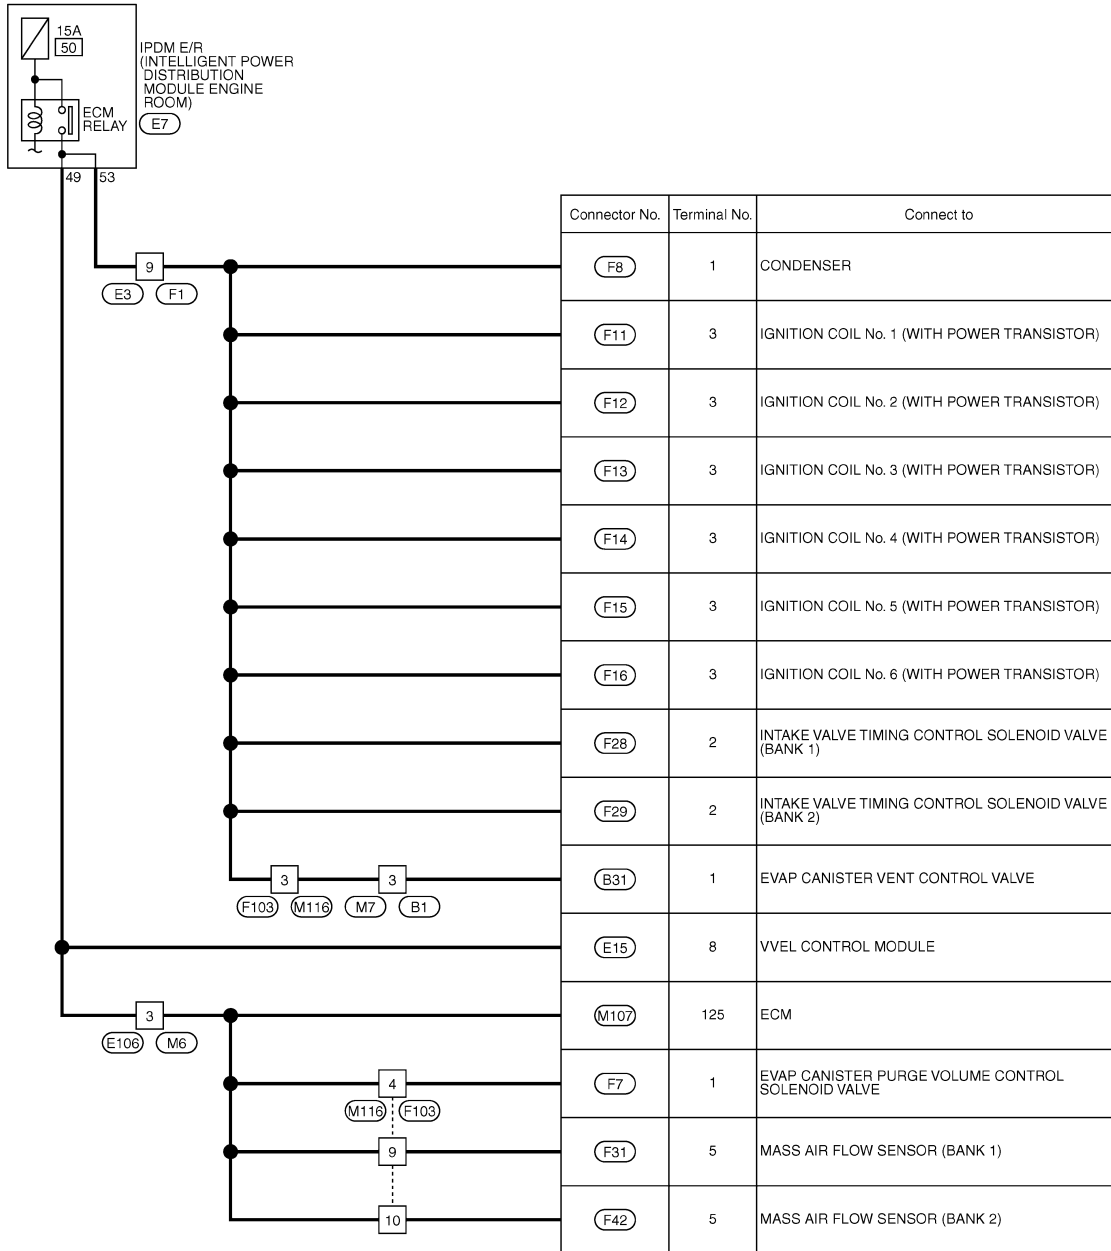 15A
50
IPDM E/R
(INTELLIGENT POWER
DISTRIBUTION
MODULE ENGINE
ROOM)
E7
ECM
RELAY
49 53
Connector No. Terminal No. Connect to
9
E3 F1
F8 1 CONDENSER
F11 3 IGNITION COIL No. 1 (WITH POWER TRANSISTOR)
F12 3 IGNITION COIL No. 2 (WITH POWER TRANSISTOR)
F13 3 IGNITION COIL No. 3 (WITH POWER TRANSISTOR)
F14 3 IGNITION COIL No. 4 (WITH POWER TRANSISTOR)
F15 3 IGNITION COIL No. 5 (WITH POWER TRANSISTOR)
F16 3 IGNITION COIL No. 6 (WITH POWER TRANSISTOR)
F28 2 INTAKE VALVE TIMING CONTROL SOLENOID VALVE
(BANK 1)
F29 2 INTAKE VALVE TIMING CONTROL SOLENOID VALVE
(BANK 2)
3 3
F103 M116 M7 B1
B31 1 EVAP CANISTER VENT CONTROL VALVE
E15 8 VVEL CONTROL MODULE
3
E106 M6
M107 125 ECM
4
M116 F103
F7 1 EVAP CANISTER PURGE VOLUME CONTROL
SOLENOID VALVE
9
F31 5 MASS AIR FLOW SENSOR (BANK 1)
10
F42 5 MASS AIR FLOW SENSOR (BANK 2)